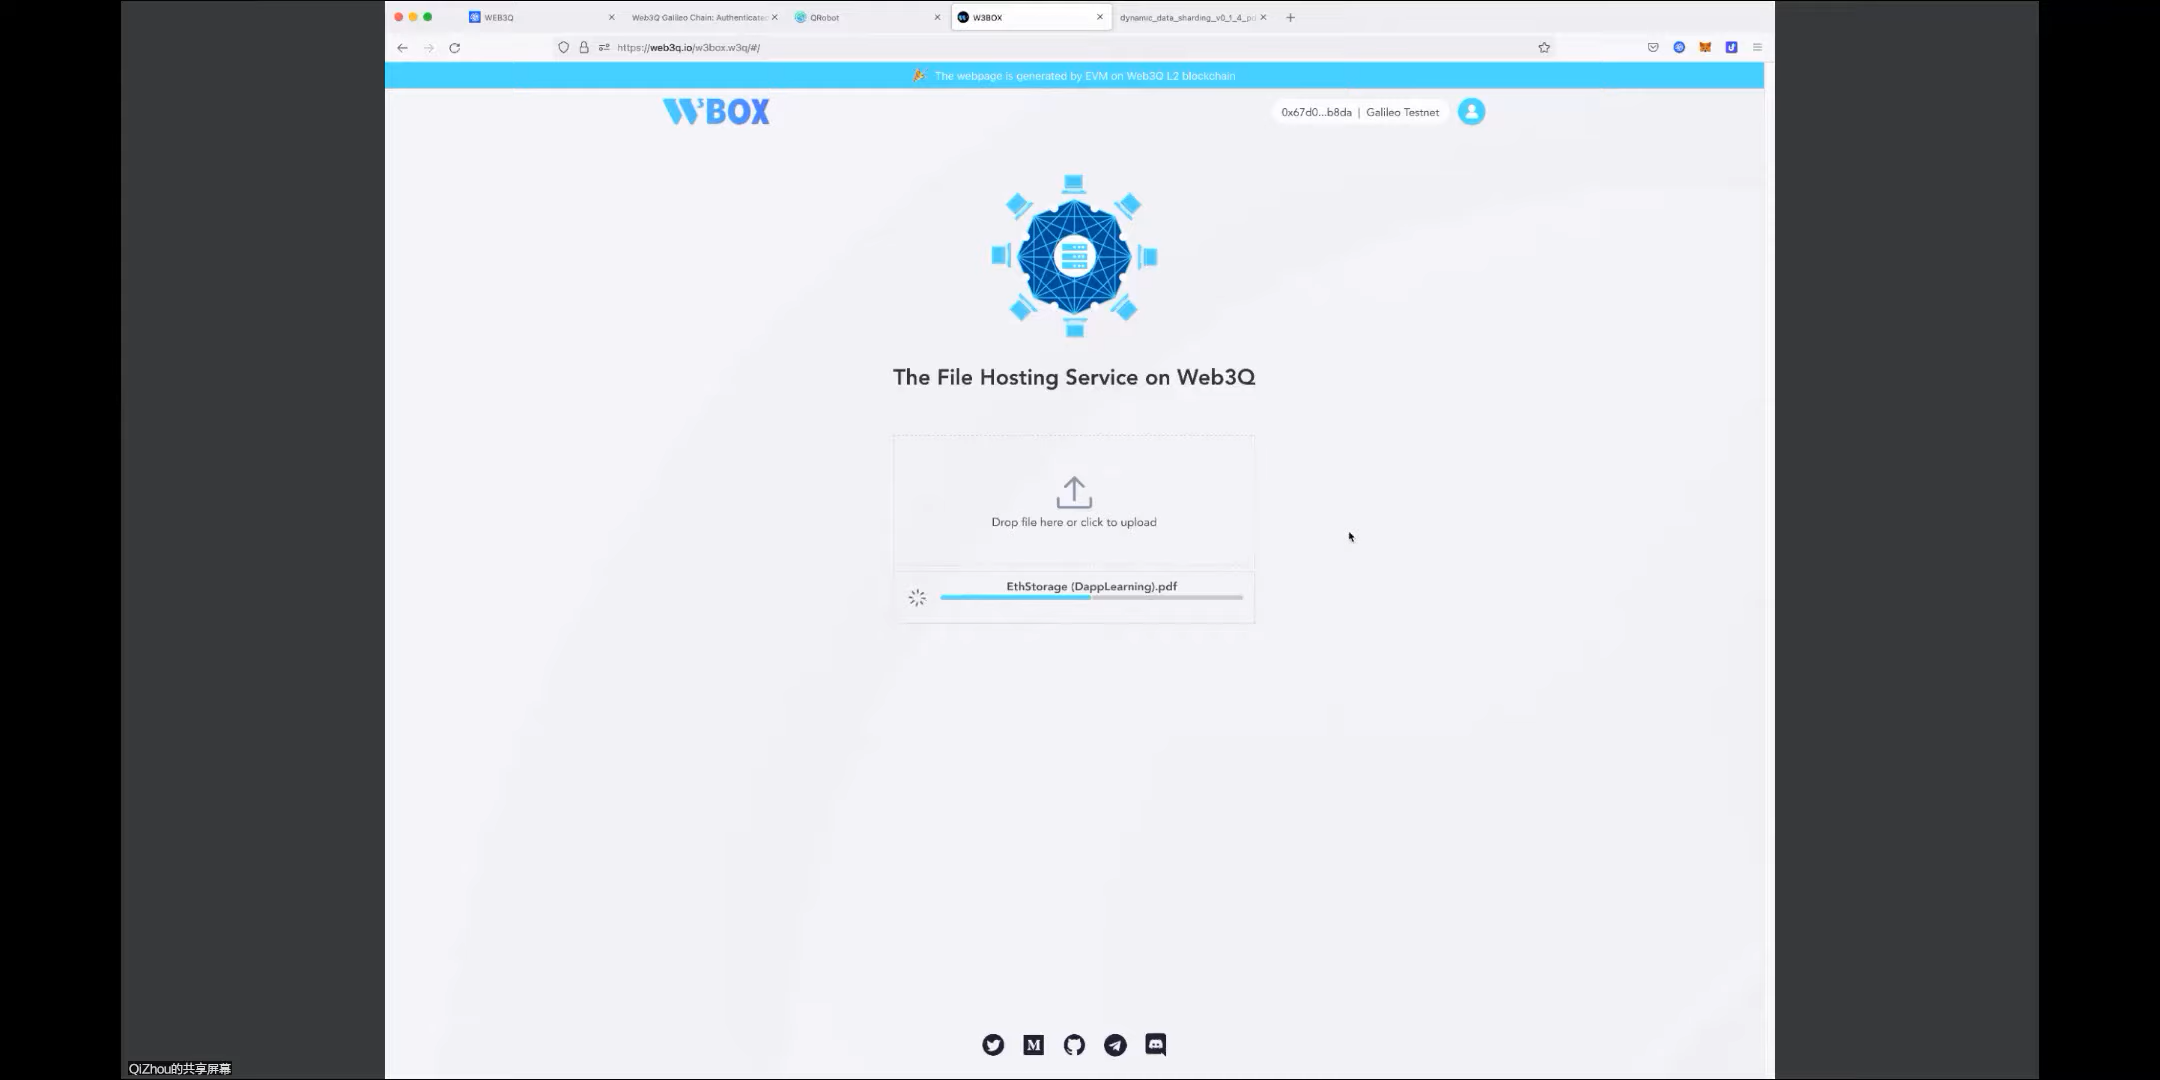 WEB3Q
Web3Q Galileo Chain: Authenticated
QRobot
W3BOX
dynamic_data_sharding_v0_1_4_pd
https://web3q.io/w3box.w3q/#/
The webpage is generated by EVM on Web3Q L2 blockchain
W3BOX
0x67d0...b8da | Galileo Testnet
The File Hosting Service on Web3Q
Drop file here or click to upload
EthStorage (DappLearning).pdf
QiZhou的共享屏幕